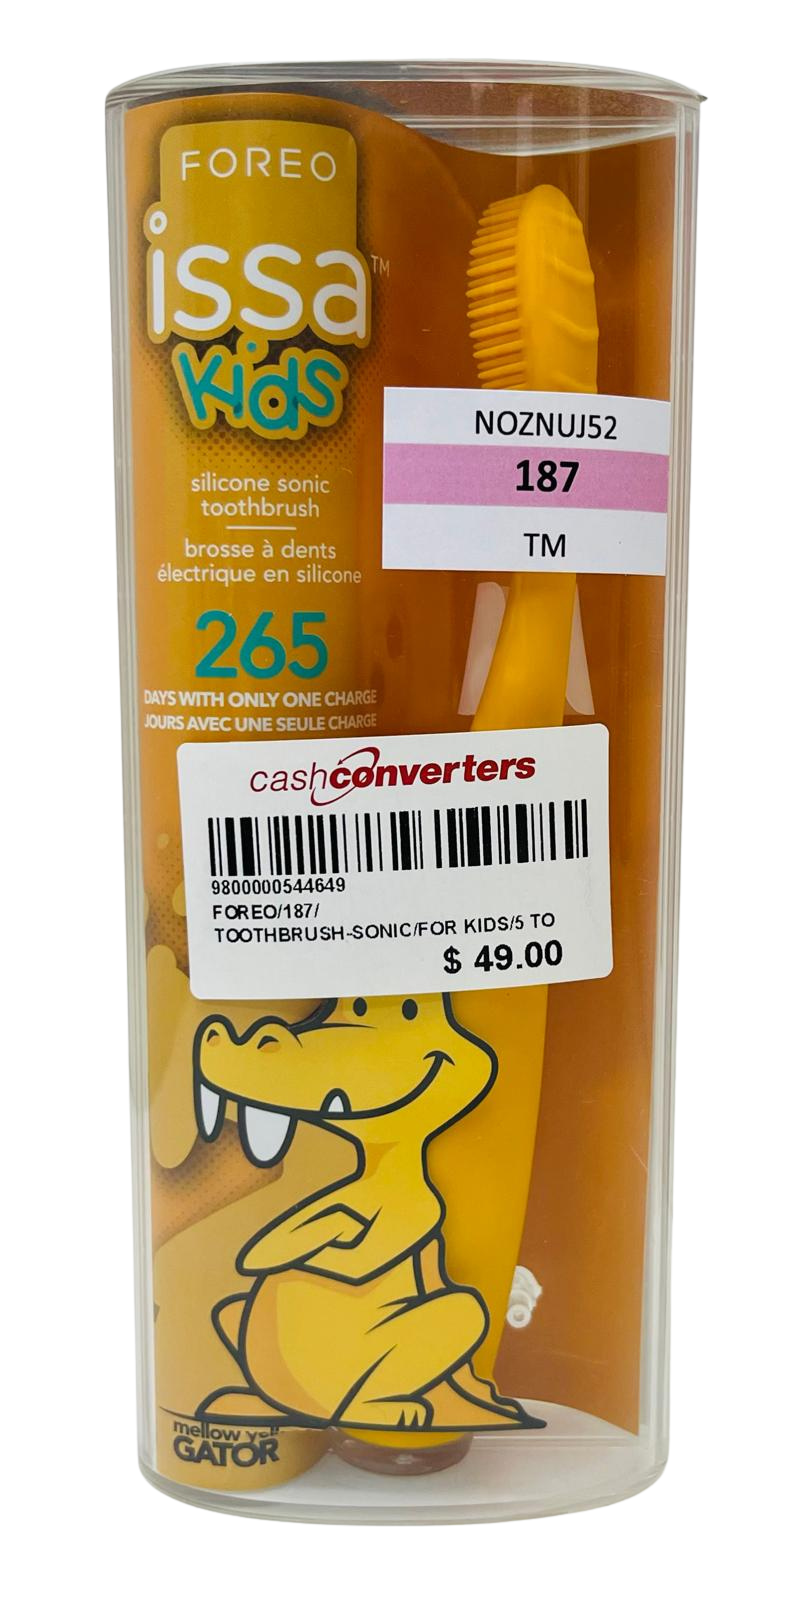 FOREO
issa™
kids
silicone sonic
toothbrush
brosse à dents
électrique en silicone
265
DAYS WITH ONLY ONE CHARGE
JOURS AVEC UNE SEULE CHARGE
NOZNUJ52
187
TM
cashconverters
9800000544649
FOREO/187/
TOOTHBRUSH-SONIC/FOR KIDS/5 TO
$ 49.00
mellow
GATOR